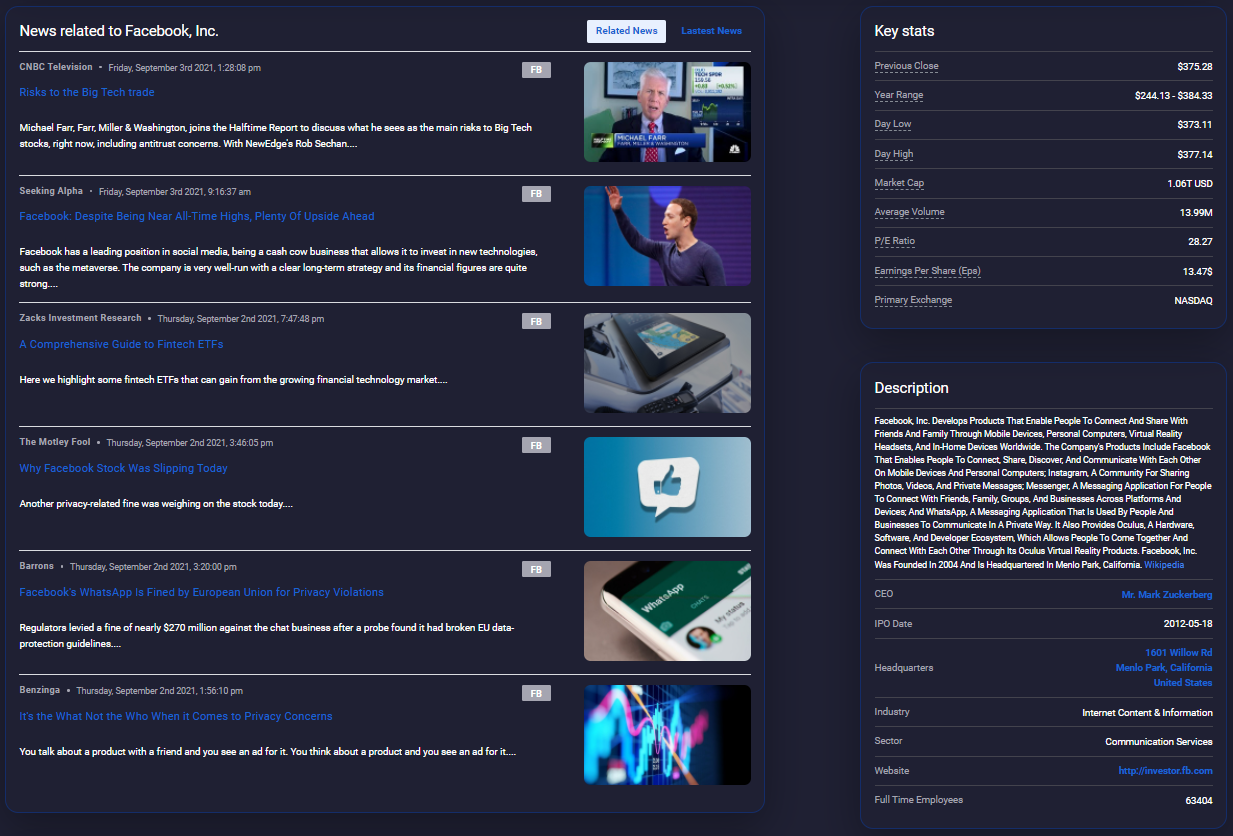 News related to Facebook, Inc.
Related News
Lastest News
CNBC Television • Friday, September 3rd 2021, 1:28:08 pm
FB
Risks to the Big Tech trade
Michael Farr, Farr, Miller & Washington, joins the Halftime Report to discuss what he sees as the main risks to Big Tech
stocks, right now, including antitrust concerns. With NewEdge's Rob Sechan....
TECH SPDR
MICHAEL FARR
FARR, MILLER & WASHINGTON
Seeking Alpha • Friday, September 3rd 2021, 9:16:37 am
FB
Facebook: Despite Being Near All-Time Highs, Plenty Of Upside Ahead
Facebook has a leading position in social media, being a cash cow business that allows it to invest in new technologies,
such as the metaverse. The company is very well-run with a clear long-term strategy and its financial figures are quite
strong....
Zacks Investment Research • Thursday, September 2nd 2021, 7:47:48 pm
FB
A Comprehensive Guide to Fintech ETFs
Here we highlight some fintech ETFs that can gain from the growing financial technology market....
The Motley Fool • Thursday, September 2nd 2021, 3:46:05 pm
FB
Why Facebook Stock Was Slipping Today
Another privacy-related fine was weighing on the stock today....
Barrons • Thursday, September 2nd 2021, 3:20:00 pm
FB
Facebook's WhatsApp Is Fined by European Union for Privacy Violations
Regulators levied a fine of nearly $270 million against the chat business after a probe found it had broken EU data-
protection guidelines....
WhatsApp
CHATS
My status
Benzinga • Thursday, September 2nd 2021, 1:56:10 pm
FB
It's the What Not the Who When it Comes to Privacy Concerns
You talk about a product with a friend and you see an ad for it. You think about a product and you see an ad for it....
Key stats
Previous Close $375.28
Year Range $244.13 - $384.33
Day Low $373.11
Day High $377.14
Market Cap 1.06T USD
Average Volume 13.99M
P/E Ratio 28.27
Earnings Per Share (Eps) 13.47$
Primary Exchange NASDAQ
Description
Facebook, Inc. Develops Products That Enable People To Connect And Share With
Friends And Family Through Mobile Devices, Personal Computers, Virtual Reality
Headsets, And In-Home Devices Worldwide. The Company's Products Include Facebook
That Enables People To Connect, Share, Discover, And Communicate With Each Other
On Mobile Devices And Personal Computers; Instagram, A Community For Sharing
Photos, Videos, And Private Messages; Messenger, A Messaging Application For People
To Connect With Friends, Family, Groups, And Businesses Across Platforms And
Devices; And WhatsApp, A Messaging Application That Is Used By People And
Businesses To Communicate In A Private Way. It Also Provides Oculus, A Hardware,
Software, And Developer Ecosystem, Which Allows People To Come Together And
Connect With Each Other Through Its Oculus Virtual Reality Products. Facebook, Inc.
Was Founded In 2004 And Is Headquartered In Menlo Park, California. Wikipedia
CEO Mr. Mark Zuckerberg
IPO Date 2012-05-18
Headquarters 1601 Willow Rd
Menlo Park, California
United States
Industry Internet Content & Information
Sector Communication Services
Website http://investor.fb.com
Full Time Employees 63404